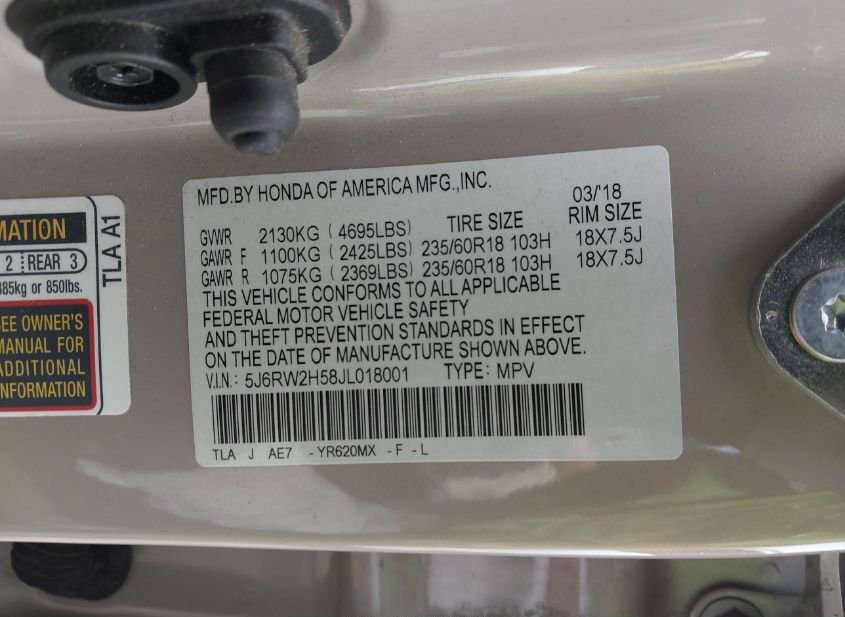 MATION
2 REAR 3
385kg or 850lbs.
SEE OWNER'S
MANUAL FOR
ADDITIONAL
INFORMATION
TLA A1
MFD.BY HONDA OF AMERICA MFG.,INC. 03/'18
GVWR 2130KG (4695LBS) TIRE SIZE RIM SIZE
GAWR F 1100KG (2425LBS) 235/60R18 103H 18X7.5J
GAWR R 1075KG (2369LBS) 235/60R18 103H 18X7.5J
THIS VEHICLE CONFORMS TO ALL APPLICABLE
FEDERAL MOTOR VEHICLE SAFETY
AND THEFT PREVENTION STANDARDS IN EFFECT
ON THE DATE OF MANUFACTURE SHOWN ABOVE.
V.I.N.: 5J6RW2H58JL018001 TYPE: MPV
TLA J AE7 - YR620MX - F - L